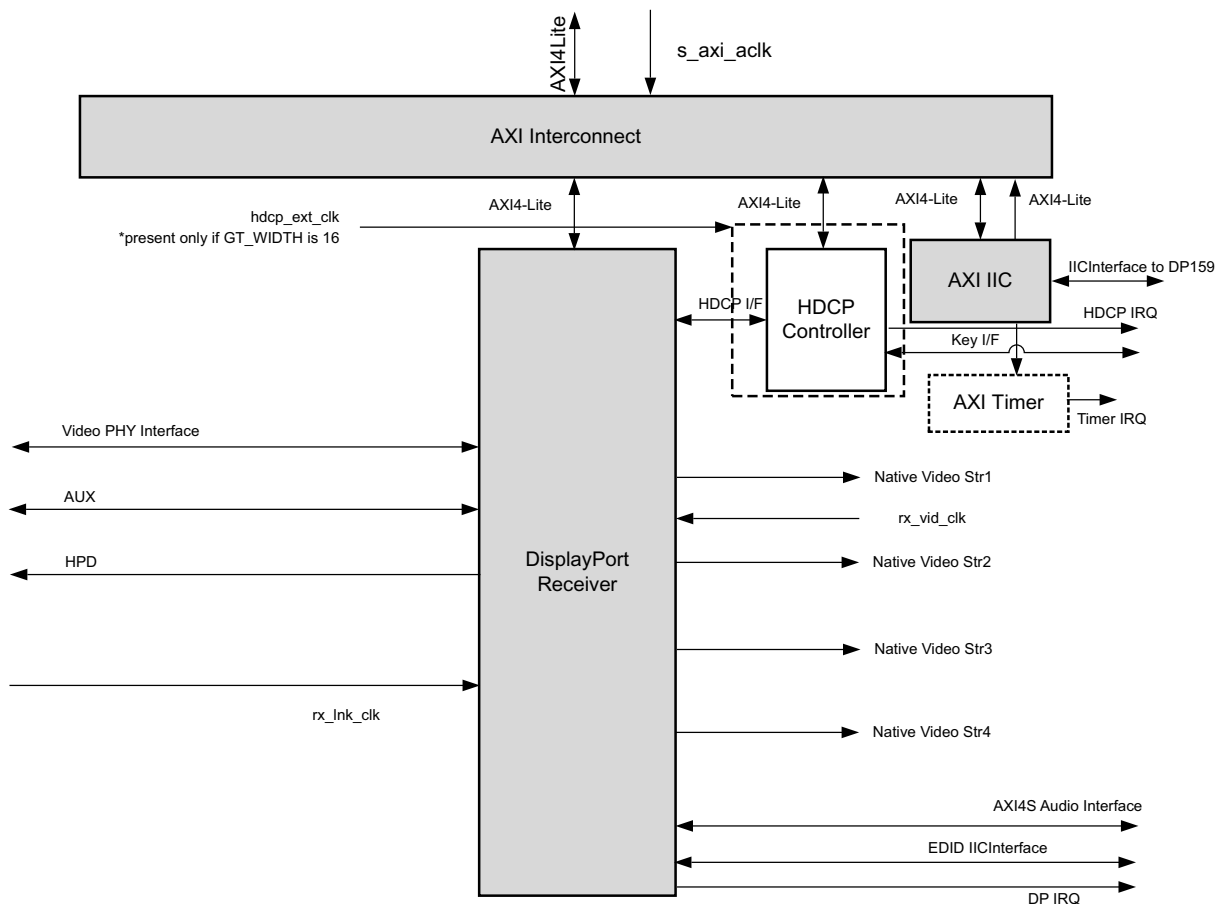 AXI4Lite
s_axi_aclk
AXI Interconnect
AXI4-Lite
AXI4-Lite
AXI4-Lite
AXI4-Lite
hdcp_ext_clk
*present only if GT_WIDTH is 16
AXI IIC
IICInterface to DP159
HDCP I/F
HDCP
Controller
HDCP IRQ
Key I/F
AXI Timer
Timer IRQ
Video PHY Interface
Native Video Str1
AUX
rx_vid_clk
HPD
DisplayPort
Receiver
Native Video Str2
Native Video Str3
rx_lnk_clk
Native Video Str4
AXI4S Audio Interface
EDID IICInterface
DP IRQ